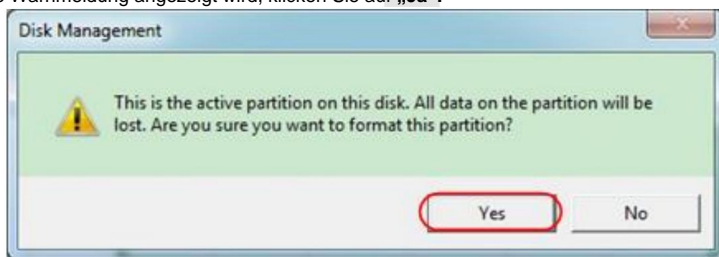 Warnmeldung angezeigt wird, klicken Sie auf „Ja“.
Disk Management
This is the active partition on this disk. All data on the partition will be
lost. Are you sure you want to format this partition?
Yes
No